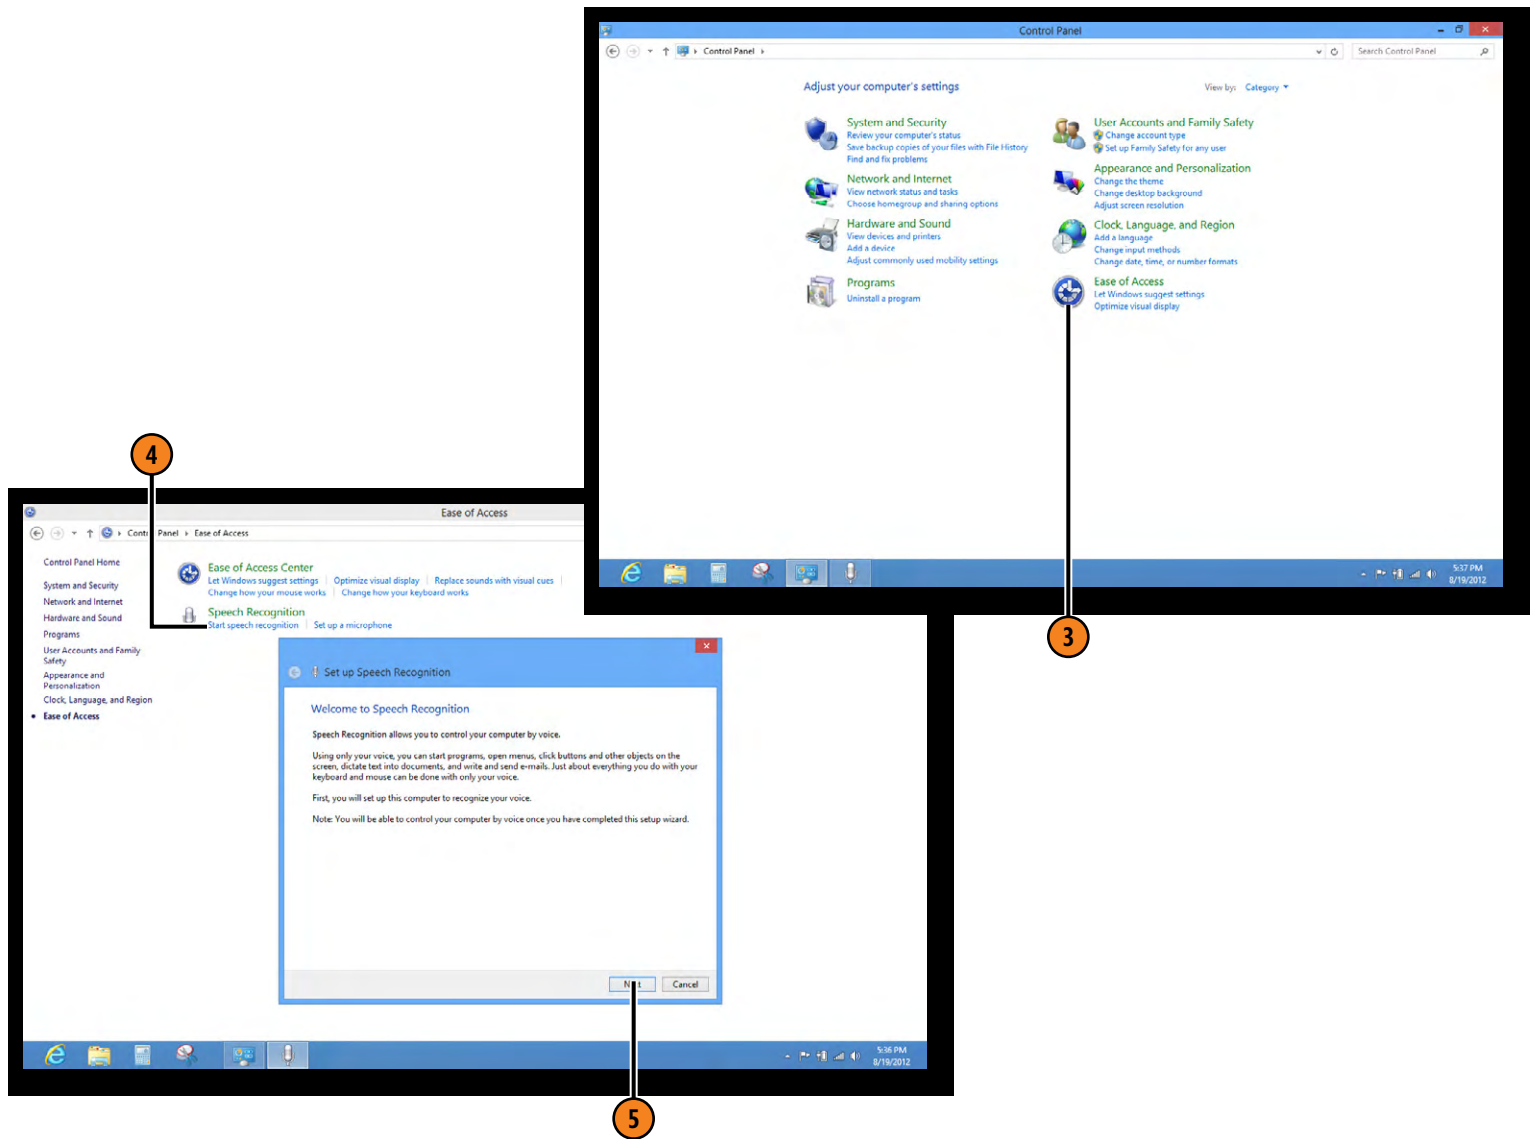 Control Panel
Control Panel
Search Control Panel
Adjust your computer's settings
View by: Category
System and Security
Review your computer's status
Save backup copies of your files with File History
Find and fix problems
Network and Internet
View network status and tasks
Choose homegroup and sharing options
Hardware and Sound
View devices and printers
Add a device
Adjust commonly used mobility settings
Programs
Uninstall a program
User Accounts and Family Safety
Change account type
Set up Family Safety for any user
Appearance and Personalization
Change the theme
Change desktop background
Adjust screen resolution
Clock, Language, and Region
Add a language
Change input methods
Change date, time, or number formats
Ease of Access
Let Windows suggest settings
Optimize visual display
5:37 PM
8/19/2012
3
4
Ease of Access
Control Panel Ease of Access
Control Panel Home
System and Security
Network and Internet
Hardware and Sound
Programs
User Accounts and Family
Safety
Appearance and
Personalization
Clock, Language, and Region
Ease of Access
Ease of Access Center
Let Windows suggest settings Optimize visual display Replace sounds with visual cues
Change how your mouse works Change how your keyboard works
Speech Recognition
Start speech recognition Set up a microphone
Set up Speech Recognition
Welcome to Speech Recognition
Speech Recognition allows you to control your computer by voice.
Using only your voice, you can start programs, open menus, click buttons and other objects on the
screen, dictate text into documents, and write and send e-mails. Just about everything you do with your
keyboard and mouse can be done with only your voice.
First, you will set up this computer to recognize your voice.
Note: You will be able to control your computer by voice once you have completed this setup wizard.
Next Cancel
5:36 PM
8/19/2012
5